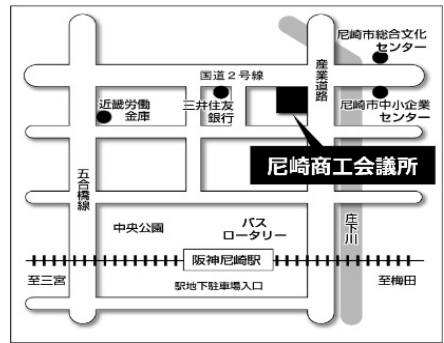 尼崎市総合文化
センター
国道2号線
産業道路
近畿労働
金庫
三井住友
銀行
尼崎市中小企業
センター
尼崎商工会議所
五合橋線
中央公園
バス
ロータリー
庄下川
阪神尼崎駅
至三宮
駅地下駐車場入口
至梅田